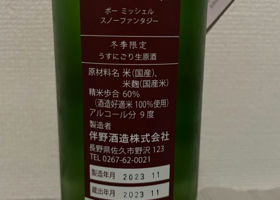 ボー ミッシェル
スノーファンタジー
冬季限定
うすにごり生原酒
原材料名 米(国産)、
米麹(国産米)
精米歩合 60%
(酒造好適米100%使用)
アルコール分 9度
製造者
伴野酒造株式会社
長野県佐久市野沢 123
TEL 0267-62-0021
製造年月 2023 11
蔵出年月 2023 11